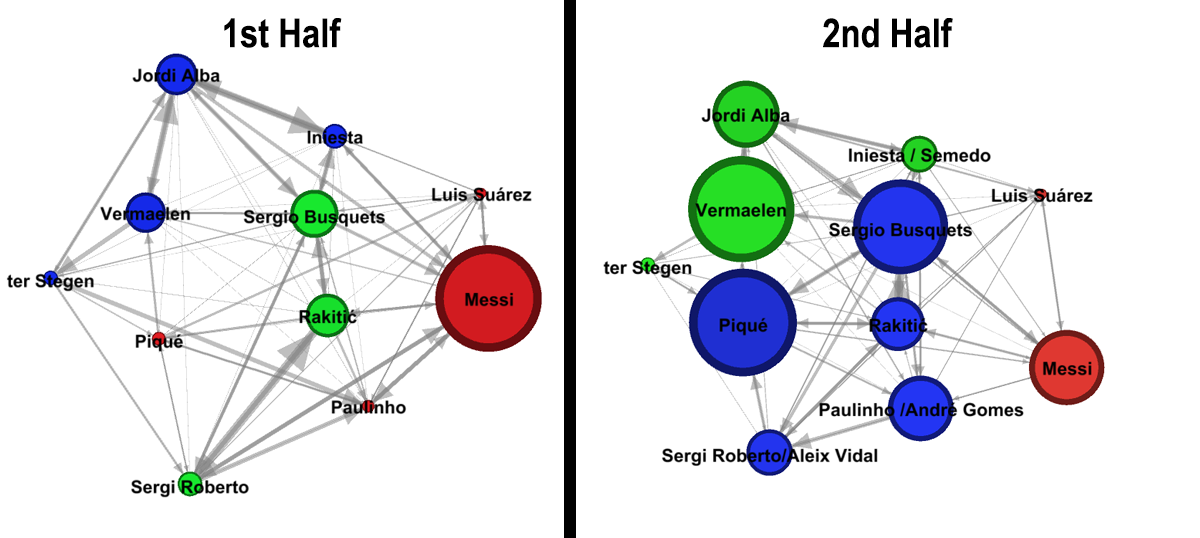 1st Half
Jordi Alba
Iniesta
Luis Suárez
Vermaelen
Sergio Busquets
ter Stegen
Messi
Rakitić
Piqué
Paulinho
Sergi Roberto
2nd Half
Jordi Alba
Iniesta / Semedo
Luis Suárez
Vermaelen
Sergio Busquets
ter Stegen
Piqué
Rakitić
Messi
Paulinho /André Gomes
Sergi Roberto/Aleix Vidal